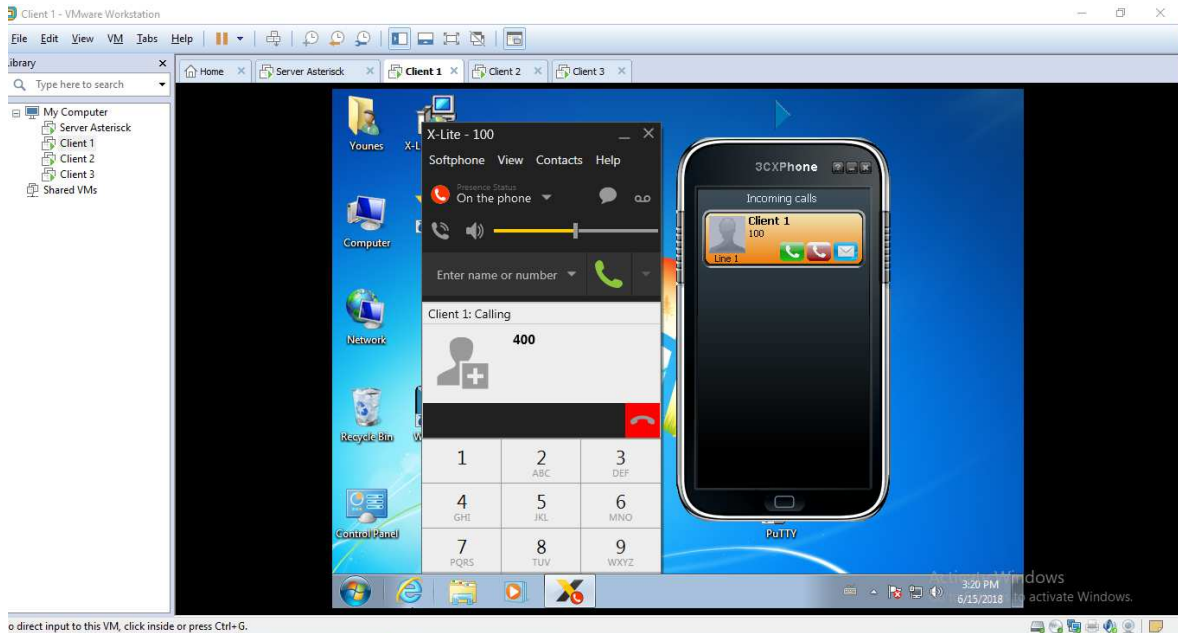 Client 1 - VMware Workstation
File Edit View VM Tabs Help
ibrary
Type here to search
My Computer
Server Asterisck
Client 1
Client 2
Client 3
Shared VMs
Home Server Asterisck Client 1 Client 2 Client 3
Younes
Computer
Network
Recycle Bin
Control Panel
X-Lite - 100
Softphone View Contacts Help
Presence Status
On the phone
Enter name or number
Client 1: Calling
400
1 2 3
ABC DEF
4 5 6
GHI JKL MNO
7 8 9
PQRS TUV WXYZ
3CXPhone
Incoming calls
Client 1
100
Line 1
PuTTY
3:20 PM
6/15/2018
to activate Windows.
o direct input to this VM, click inside or press Ctrl+G.